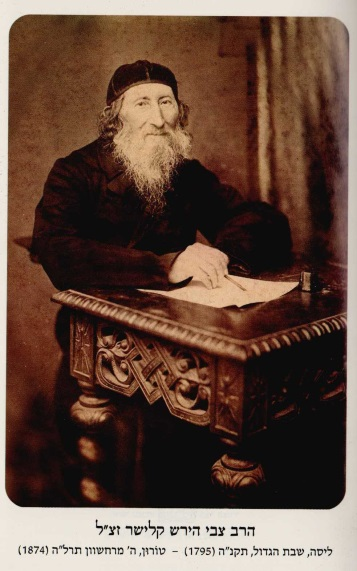 הרב צבי הירש קלישר זצ"ל
ליסה, שבת הגדול, תקנ"ה (1795) – טורון, ה' מרחשוון תרל"ה (1874)